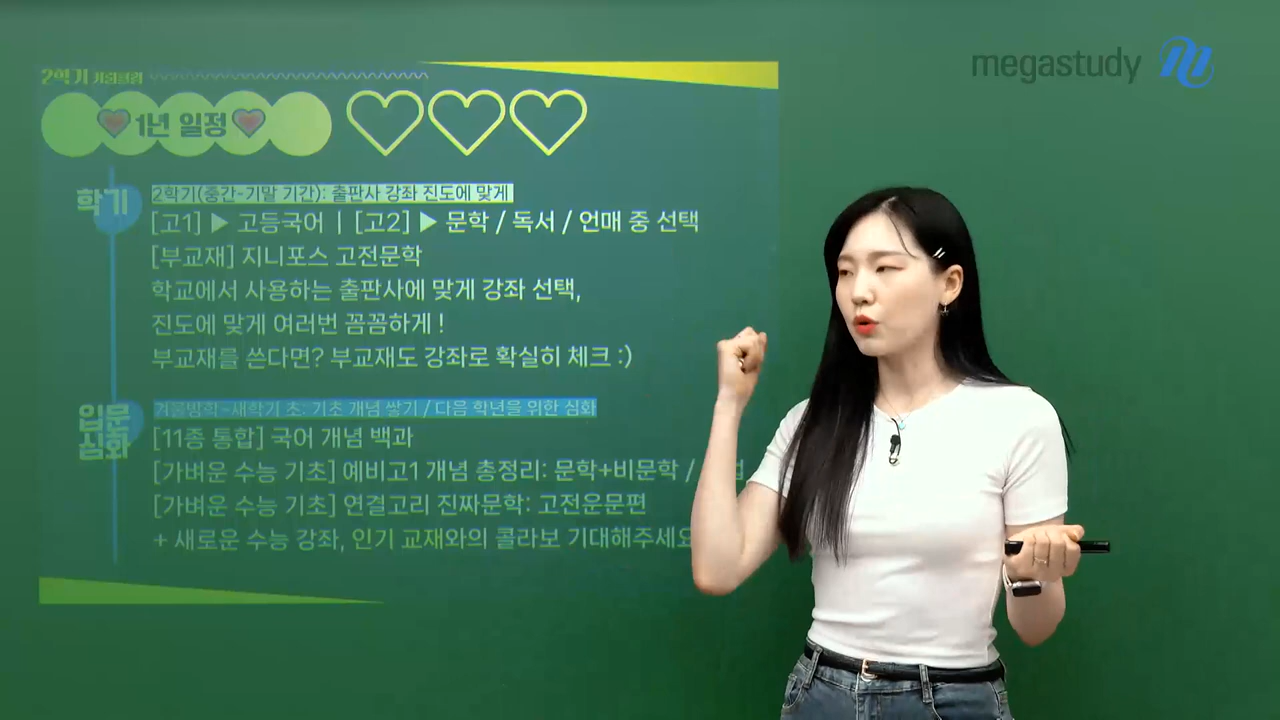 megastudy
2학기 커리큘럼
1년 일정
학기
2학기(중간-기말 기간): 출판사 강좌 진도에 맞게
[고1] ▶ 고등국어 | [고2] ▶ 문학 / 독서 / 언매 중 선택
[부교재] 지니포스 고전문학
학교에서 사용하는 출판사에 맞게 강좌 선택,
진도에 맞게 여러번 꼼꼼하게 !
부교재를 쓴다면? 부교재도 강좌로 확실히 체크 :)
입문
심화
겨울방학~새학기 초: 기초 개념 쌓기 / 다음 학년을 위한 심화
[11종 통합] 국어 개념 백과
[가벼운 수능 기초] 예비고1 개념 총정리: 문학+비문학 /
[가벼운 수능 기초] 연결고리 진짜문학: 고전운문편
+ 새로운 수능 강좌, 인기 교재와의 콜라보 기대해주세요